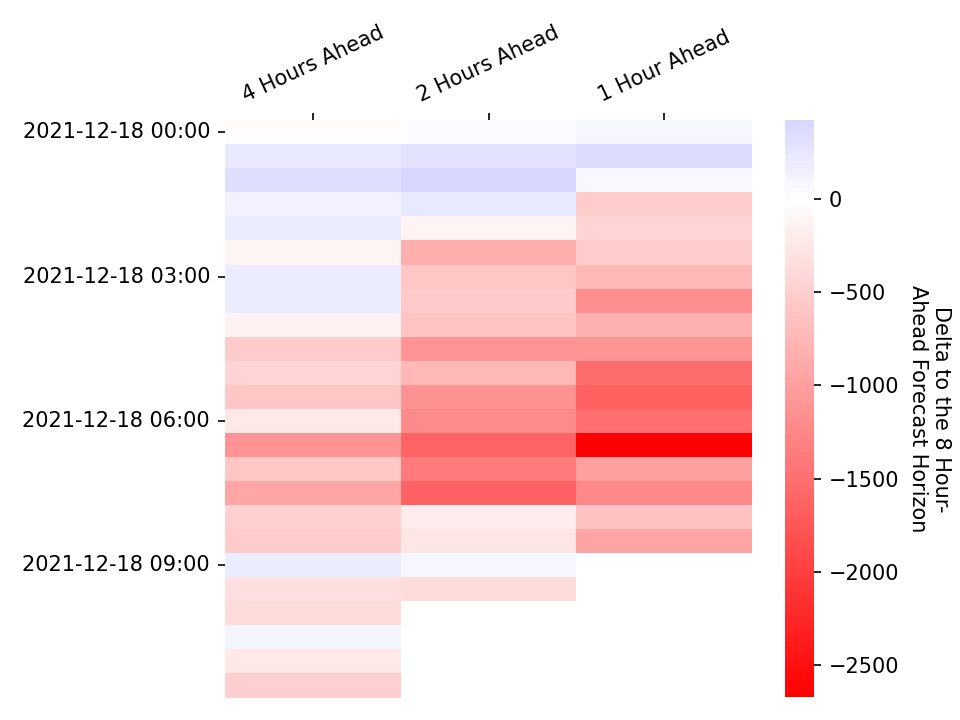 4 Hours Ahead
2 Hours Ahead
1 Hour Ahead
2021-12-18 00:00
2021-12-18 03:00
2021-12-18 06:00
2021-12-18 09:00
0
−500
−1000
−1500
−2000
−2500
Delta to the 8 Hour-
Ahead Forecast Horizon